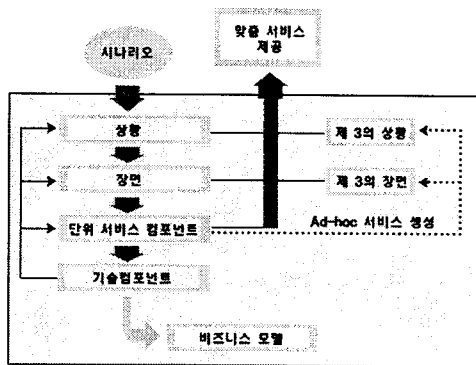 시나리오
맞춤 서비스
제공
상황
제 3의 상황
장면
제 3의 장면
단위 서비스 컴포넌트
Ad-hoc 서비스 생성
기술컴포넌트
비즈니스 모델